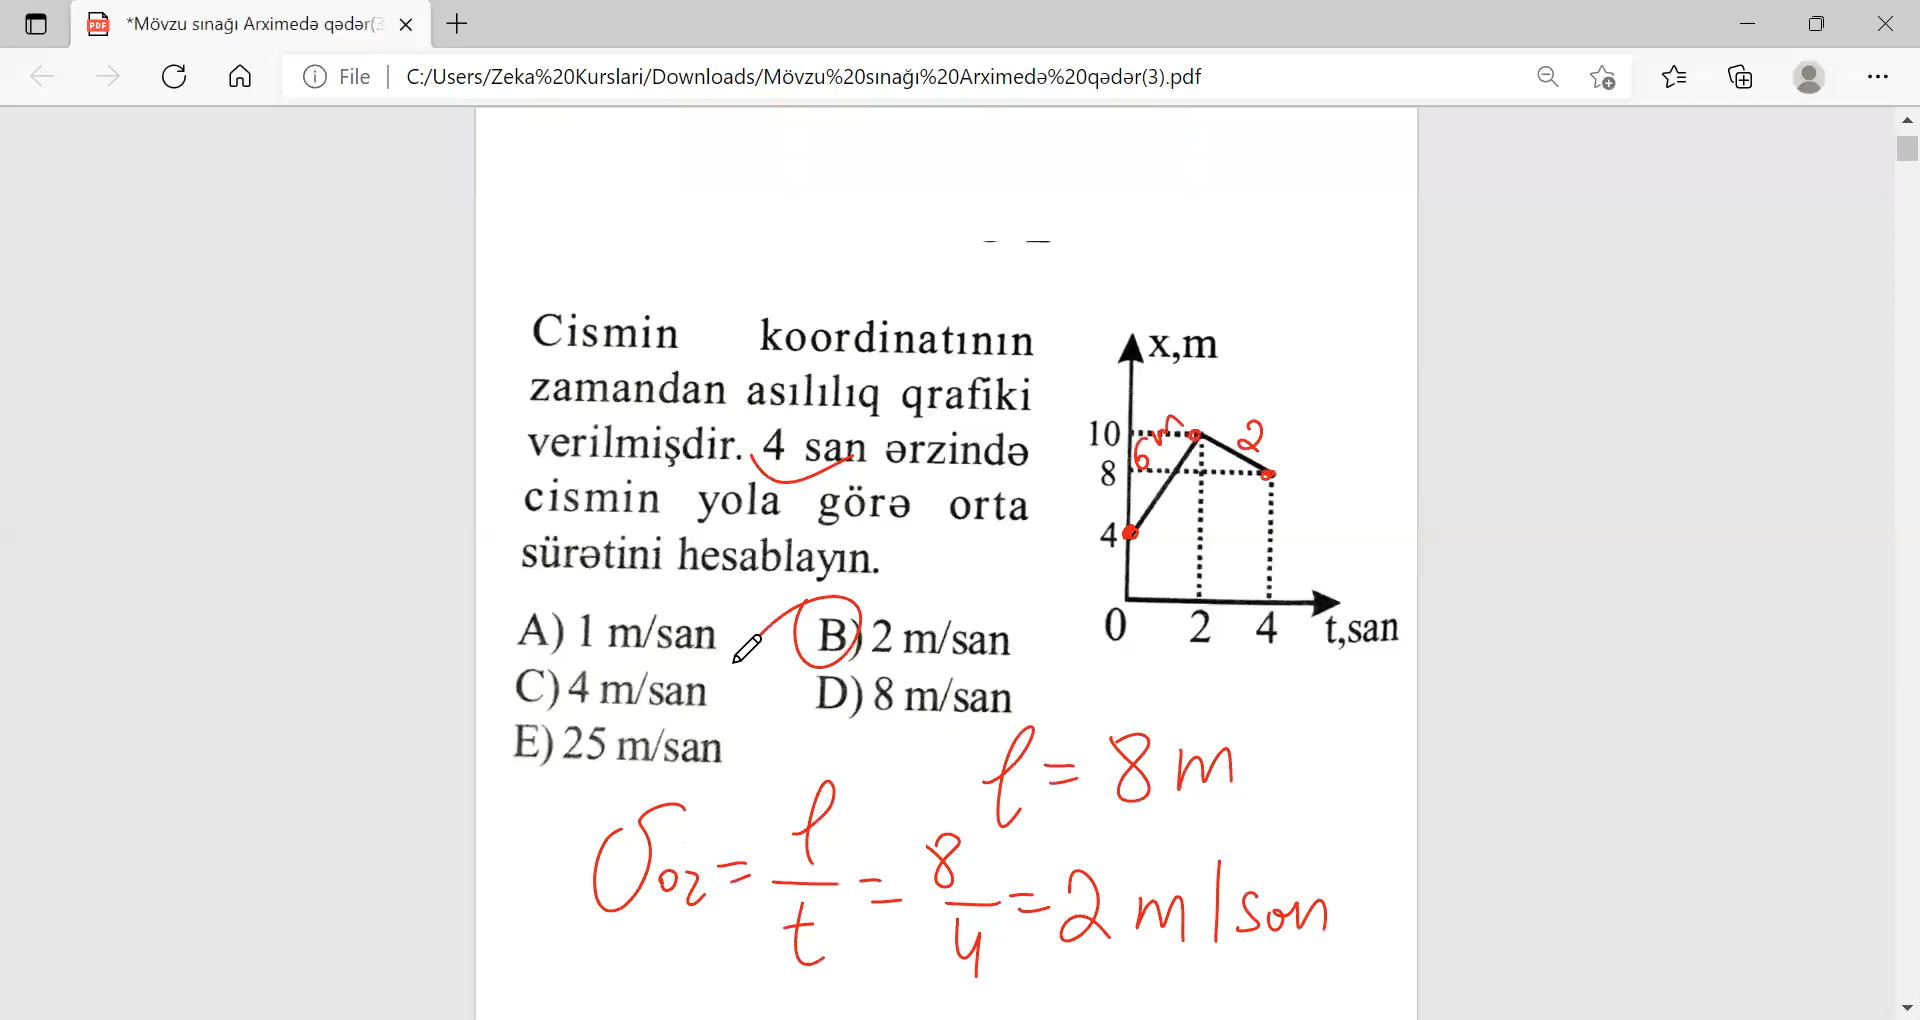 *Mövzu sınağı Arximedə qədər(3
File
C:/Users/Zeka%20Kurslari/Downloads/Mövzu%20sınağı%20Arximedə%20qədər(3).pdf
Cismin koordinatının
zamandan asılılıq qrafiki
verilmişdir. 4 san ərzində
cismin yola görə orta
sürətini hesablayın.
A) 1 m/san B) 2 m/san
C) 4 m/san D) 8 m/san
E) 25 m/san
x,m
10
8
4
0 2 4 t,san
6 m
2
l = 8 m
l/t = 8/4 = 2 m/san